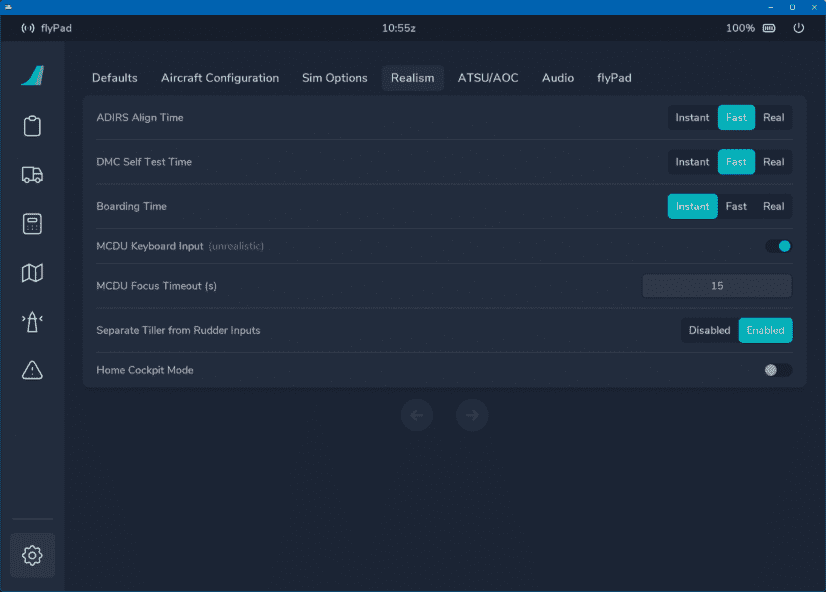 flyPad 10:55z 100%
Defaults Aircraft Configuration Sim Options Realism ATSU/AOC Audio flyPad
ADIRS Align Time Instant Fast Real
DMC Self Test Time Instant Fast Real
Boarding Time Instant Fast Real
MCDU Keyboard Input (unrealistic)
MCDU Focus Timeout (s) 15
Separate Tiller from Rudder Inputs Disabled Enabled
Home Cockpit Mode